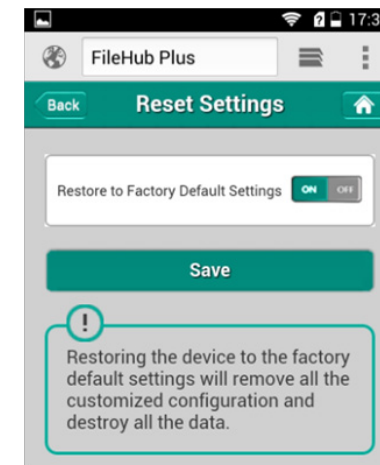 17:3
FileHub Plus
Back
Reset Settings
Restore to Factory Default Settings
ON OFF
Save
!
Restoring the device to the factory
default settings will remove all the
customized configuration and
destroy all the data.